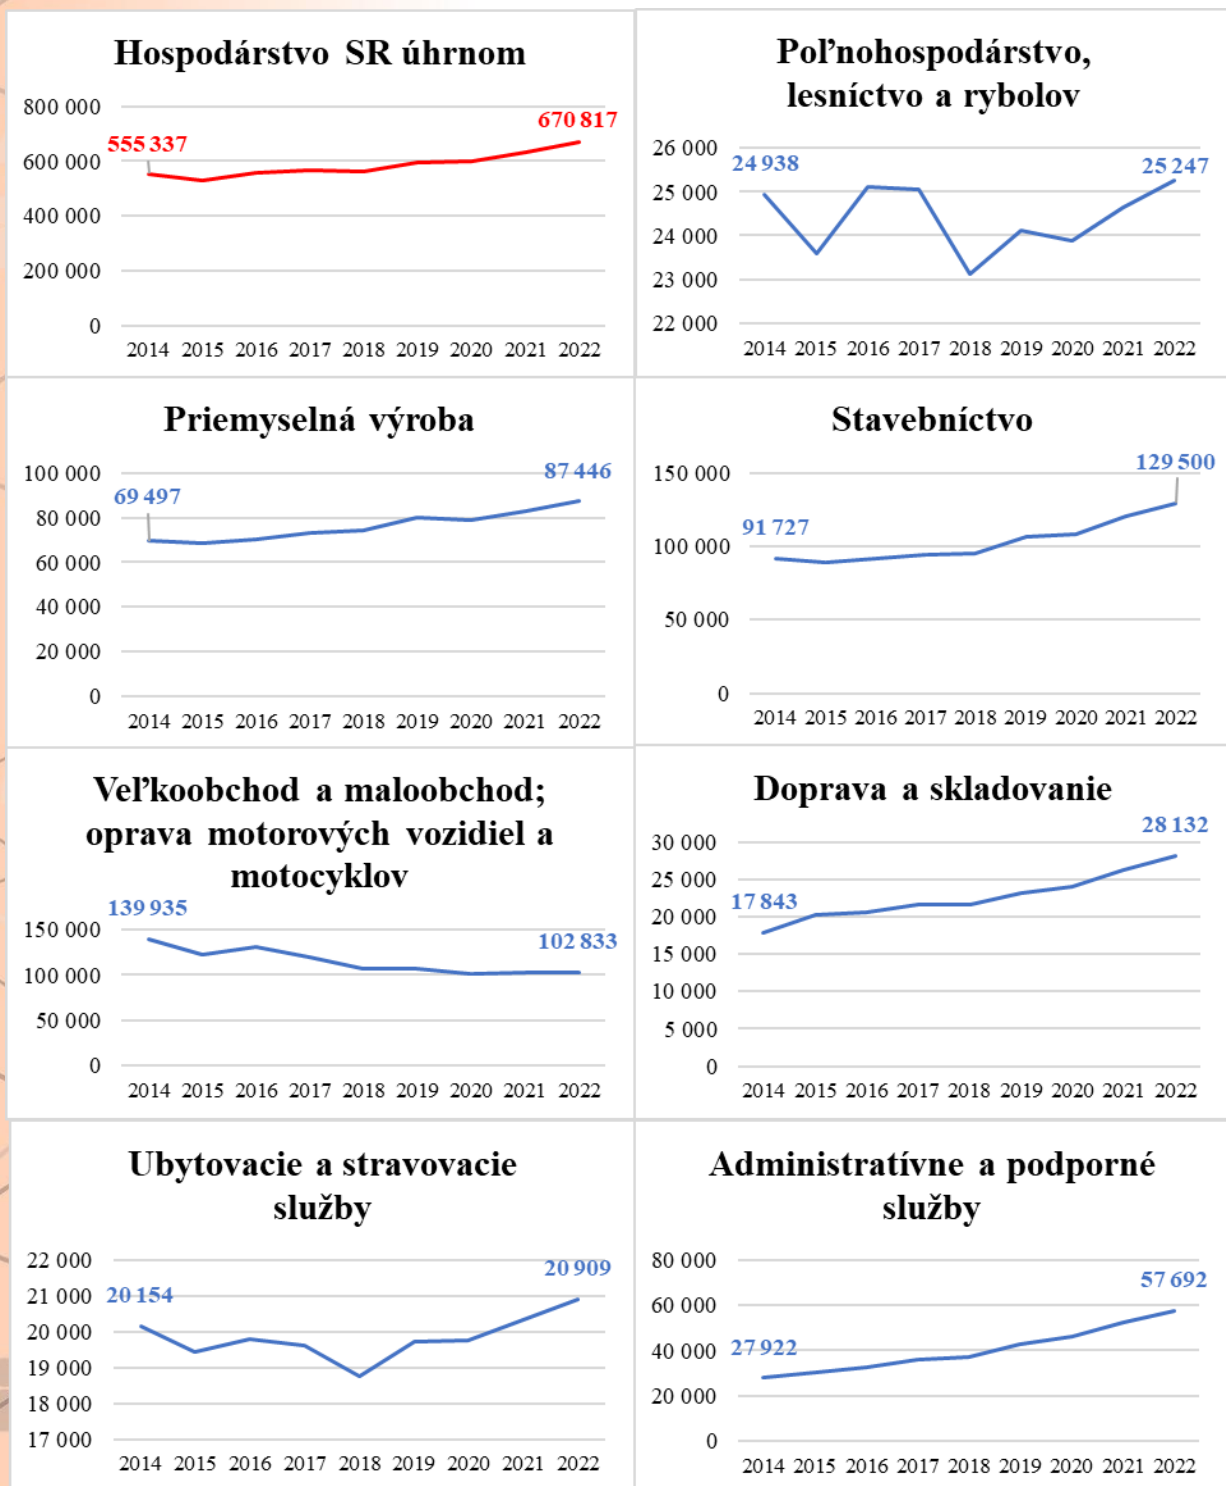 Hospodárstvo SR úhrnom
800 000
600 000
400 000
200 000
0
555 337
670 817
2014 2015 2016 2017 2018 2019 2020 2021 2022
Poľnohospodárstvo,
lesníctvo a rybolov
26 000
25 000
24 000
23 000
22 000
24 938
25 247
2014 2015 2016 2017 2018 2019 2020 2021 2022
Priemyselná výroba
100 000
80 000
60 000
40 000
20 000
0
69 497
87 446
2014 2015 2016 2017 2018 2019 2020 2021 2022
Stavebníctvo
150 000
100 000
50 000
0
91 727
129 500
2014 2015 2016 2017 2018 2019 2020 2021 2022
Veľkoobchod a maloobchod;
oprava motorových vozidiel a
motocyklov
150 000
100 000
50 000
0
139 935
102 833
2014 2015 2016 2017 2018 2019 2020 2021 2022
Doprava a skladovanie
30 000
25 000
20 000
15 000
10 000
5 000
0
17 843
28 132
2014 2015 2016 2017 2018 2019 2020 2021 2022
Ubytovacie a stravovacie
služby
22 000
21 000
20 000
19 000
18 000
17 000
20 154
20 909
2014 2015 2016 2017 2018 2019 2020 2021 2022
Administratívne a podporné
služby
80 000
60 000
40 000
20 000
0
27 922
57 692
2014 2015 2016 2017 2018 2019 2020 2021 2022